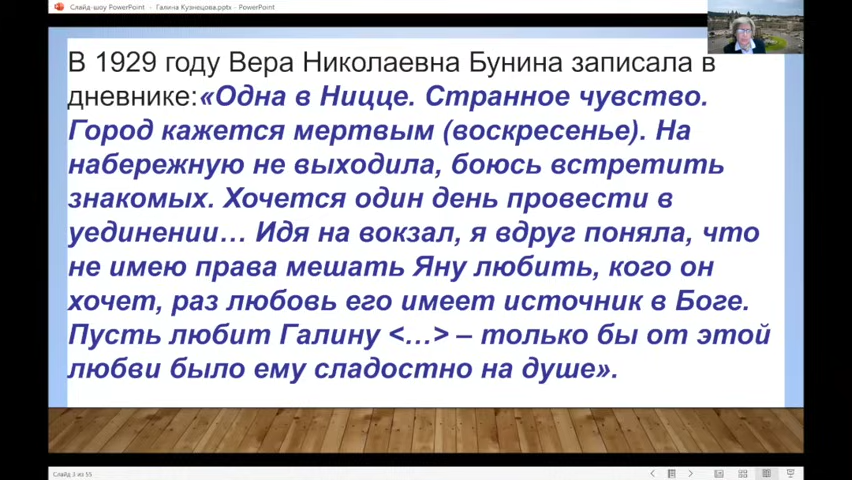 Слайд-шоу PowerPoint - Галина Кузнецова.pptx - PowerPoint
В 1929 году Вера Николаевна Бунина записала в
дневнике:«Одна в Ницце. Странное чувство.
Город кажется мертвым (воскресенье). На
набережную не выходила, боюсь встретить
знакомых. Хочется один день провести в
уединении… Идя на вокзал, я вдруг поняла, что
не имею права мешать Яну любить, кого он
хочет, раз любовь его имеет источник в Боге.
Пусть любит Галину <…> – только бы от этой
любви было ему сладостно на душе».
Слайд 3 из 55